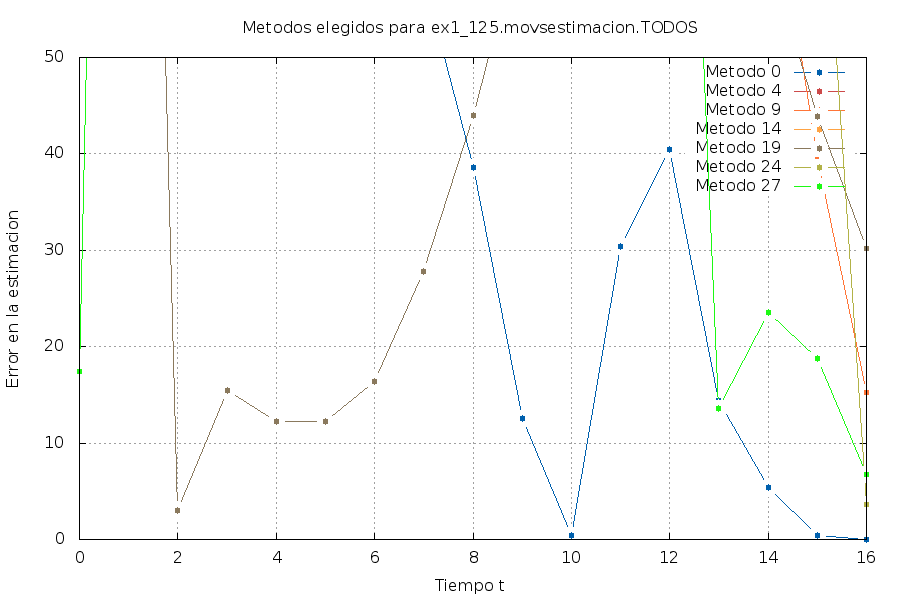 Metodos elegidos para ex1_125.movsestimacion.TODOS
Error en la estimacion
50
40
30
20
10
0
Metodo 0
Metodo 4
Metodo 9
Metodo 14
Metodo 19
Metodo 24
Metodo 27
0 2 4 6 8 10 12 14 16
Tiempo t